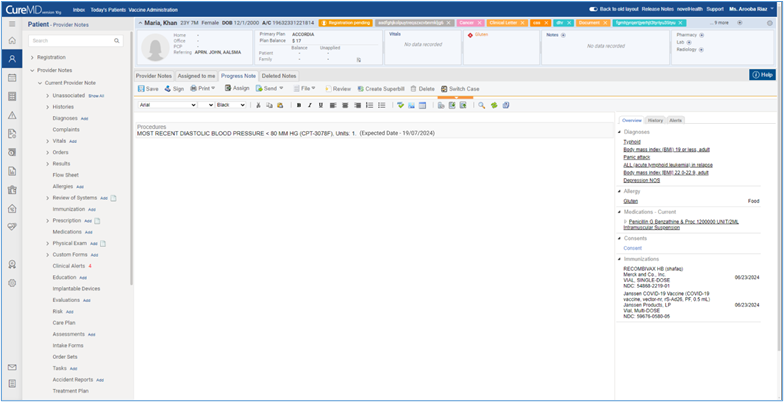 CureMD
Inbox Today's Patients Vaccine Administration
Back to old layout Release Notes novelHealth Support Ms. Arooba Riaz
Patient - Provider Notes
Search
Registration
Provider Notes
Current Provider Note
Unassociated Show All
Histories
Diagnoses Add
Complaints
Vitals Add
Orders
Results
Flow Sheet
Allergies Add
Review of Systems Add
Immunization Add
Prescription Add
Medications Add
Physical Exam Add
Custom Forms Add
Clinical Alerts 4
Education Add
Implantable Devices
Evaluations Add
Risk Add
Care Plan
Assessments Add
Intake Forms
Order Sets
Tasks Add
Accident Reports Add
Treatment Plan
Maria, Khan 23Y 7M Female DOB 12/1/2000 A/C 19632301221814
Registration pending
Cancer
Clinical Letter
Document
9 more
Home -
Office -
PCP -
Referring APRN, JOHN, AALSMA
Primary Plan ACCORDIA
Plan Balance $ 17
Balance Unapplied
Patient - -
Family - -
Vitals
No data recorded
Gluten
Notes
No data recorded
Pharmacy
Lab
Radiology
Provider Notes Assigned to me Progress Note Deleted Notes
Help
Save Sign Print Assign Send File Review Create Superbill Delete Switch Case
Arial Black B I U
Procedures
MOST RECENT DIASTOLIC BLOOD PRESSURE < 80 MM HG (CPT-3078F), Units: 1. (Expected Date - 19/07/2024)
Overview History Alerts
Diagnoses
Typhoid
Body mass index (BMI) 19 or less, adult
Panic attack
ALL (acute lymphoid leukemia) in relapse
Body mass index (BMI) 22.0-22.9, adult
Depression NOS
Allergy
Gluten Food
Medications - Current
Penicillin G Benzathine & Proc 1200000 UNIT/2ML
Intramuscular Suspension
Consents
Consent
Immunizations
RECOMBIVAX HB (shafaq)
Merck and Co., Inc.
VIAL, SINGLE-DOSE
NDC: 54868-2219-01
06/23/2024
Janssen COVID-19 Vaccine (COVID-19
vaccine, vector-nr, rS-Ad26, PF, 0.5 mL)
Janssen Products, LP
Vial, Multi-DOSE
NDC: 59676-0580-05
06/23/2024